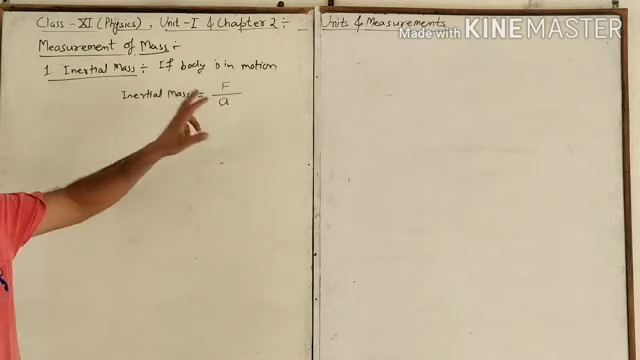 Class - XI (Physics), Unit - I & Chapter 2 ÷ Units & Measurements
Made with KINEMASTER
Measurement of Mass ÷
1 Inertial Mass ÷ If body is in motion
Inertial Mass = F
a